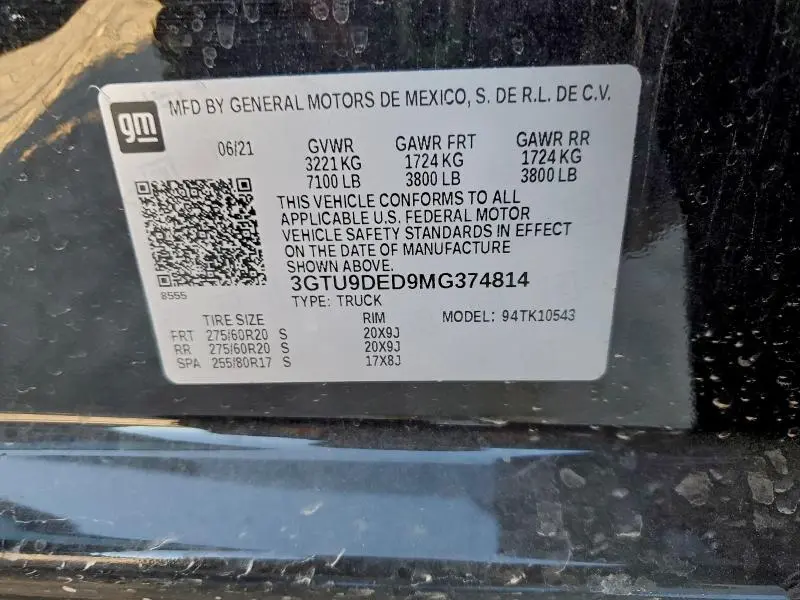 MFD BY GENERAL MOTORS DE MEXICO, S. DE R.L. DE C.V.
gm
06/21 GVWR GAWR FRT GAWR RR
3221 KG 1724 KG 1724 KG
7100 LB 3800 LB 3800 LB
THIS VEHICLE CONFORMS TO ALL
APPLICABLE U.S. FEDERAL MOTOR
VEHICLE SAFETY STANDARDS IN EFFECT
ON THE DATE OF MANUFACTURE
SHOWN ABOVE.
3GTU9DED9MG374814
8555
TYPE: TRUCK
TIRE SIZE RIM MODEL: 94TK10543
FRT 275/60R20 S 20X9J
RR 275/60R20 S 20X9J
SPA 255/80R17 S 17X8J